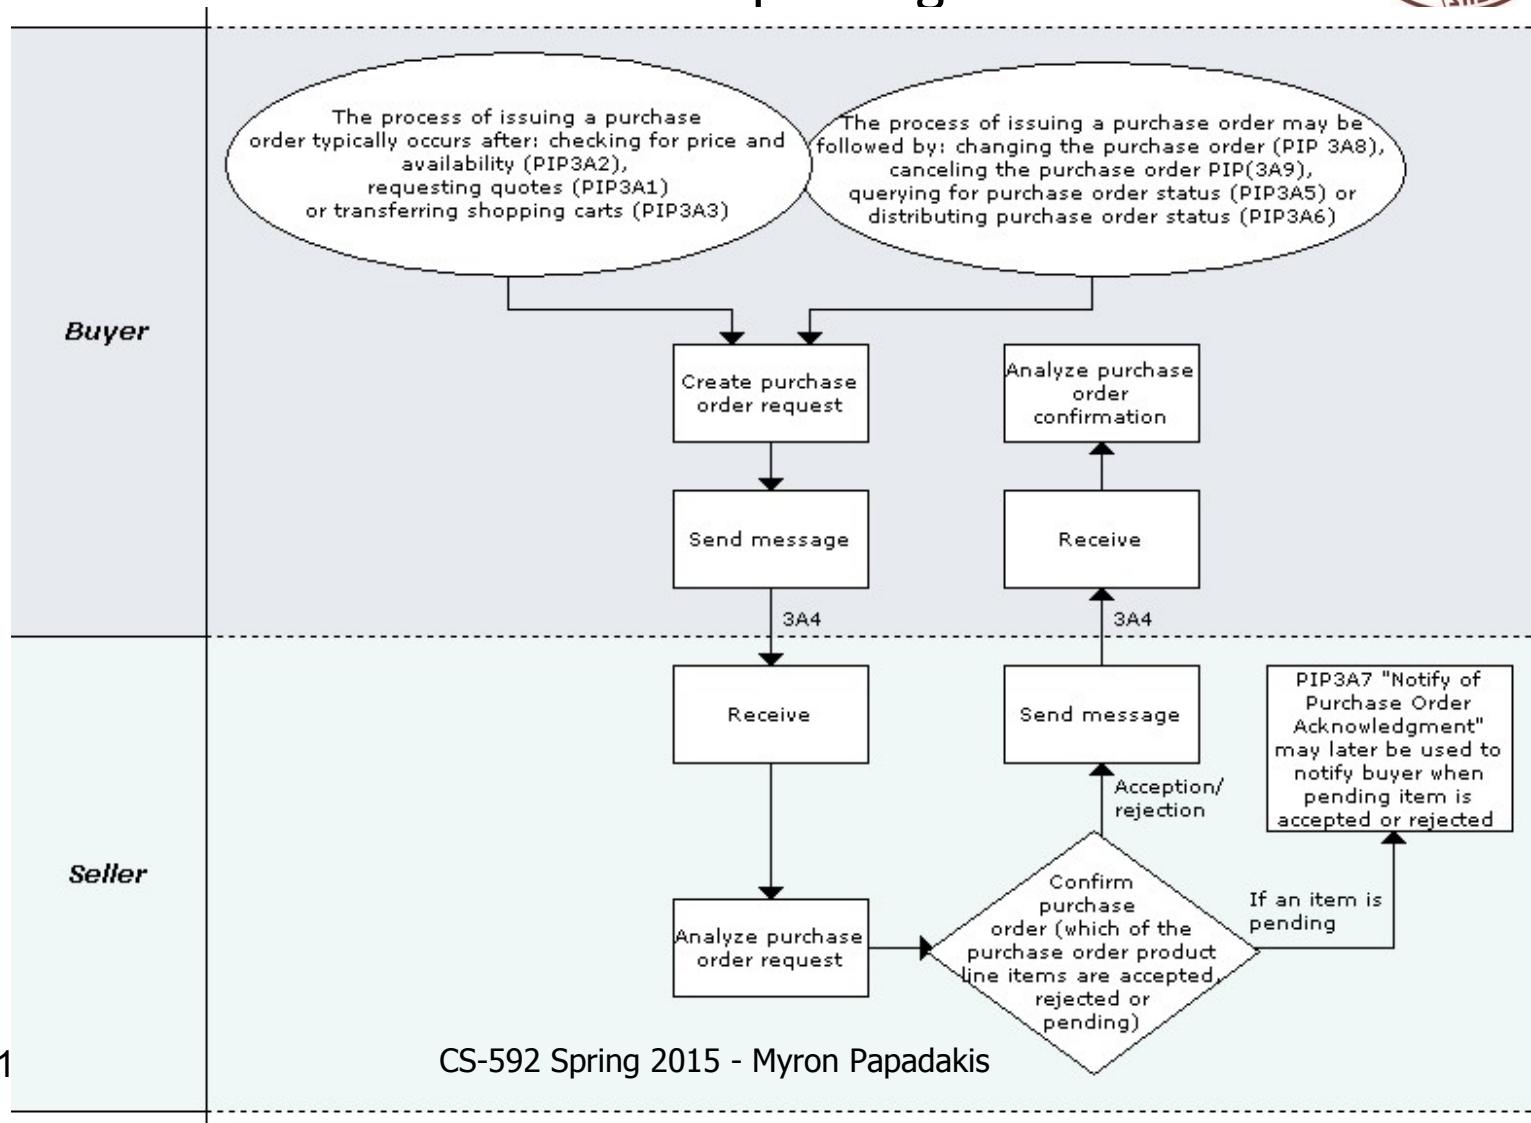 The process of issuing a purchase
order typically occurs after: checking for price and
availability (PIP3A2),
requesting quotes (PIP3A1)
or transferring shopping carts (PIP3A3)
The process of issuing a purchase order may be
followed by: changing the purchase order (PIP 3A8),
canceling the purchase order PIP(3A9),
querying for purchase order status (PIP3A5) or
distributing purchase order status (PIP3A6)
Buyer
Create purchase
order request
Analyze purchase
order
confirmation
Send message
Receive
3A4
3A4
Receive
Send message
PIP3A7 "Notify of
Purchase Order
Acknowledgment"
may later be used to
notify buyer when
pending item is
accepted or rejected
Acception/
rejection
Seller
Analyze purchase
order request
Confirm
purchase
order (which of the
purchase order product
line items are accepted,
rejected or
pending)
If an item is
pending
1
CS-592 Spring 2015 - Myron Papadakis